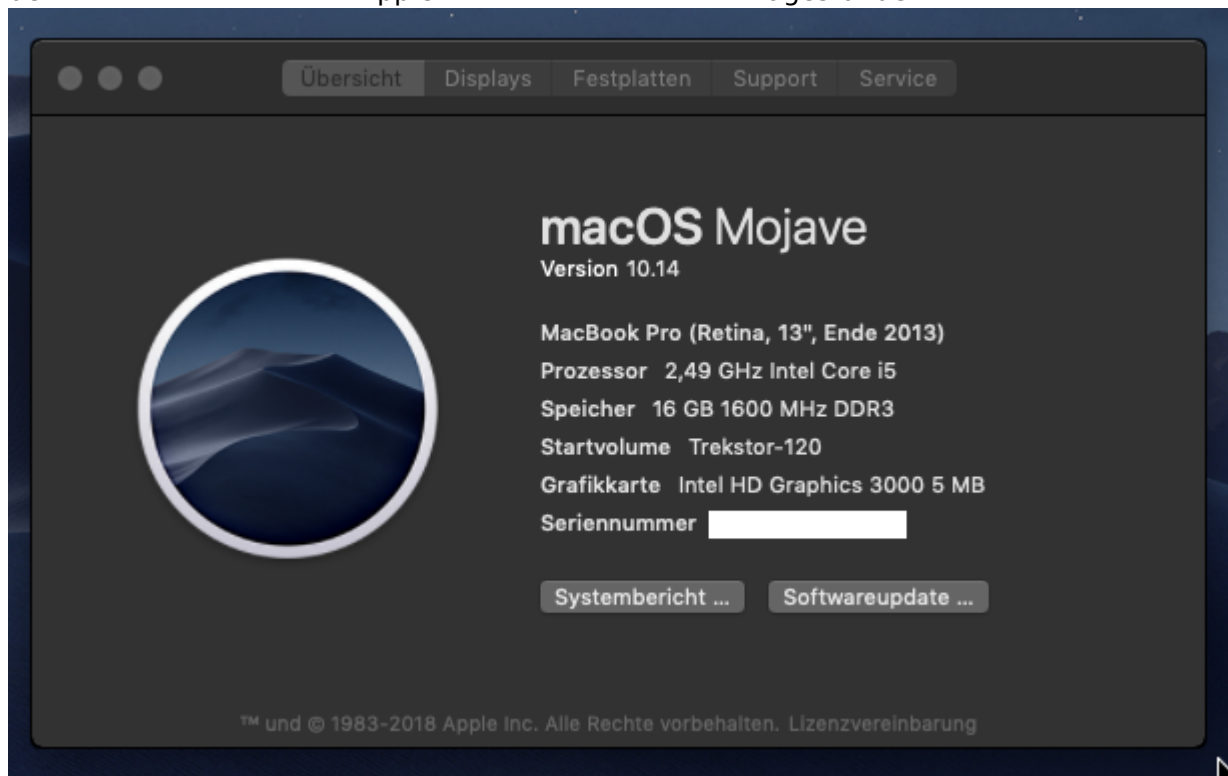 Übersicht Displays Festplatten Support Service
macOS Mojave
Version 10.14
MacBook Pro (Retina, 13", Ende 2013)
Prozessor 2,49 GHz Intel Core i5
Speicher 16 GB 1600 MHz DDR3
Startvolume Trekstor-120
Grafikkarte Intel HD Graphics 3000 5 MB
Seriennummer
Systembericht ...
Softwareupdate ...
™ und © 1983-2018 Apple Inc. Alle Rechte vorbehalten. Lizenzvereinbarung